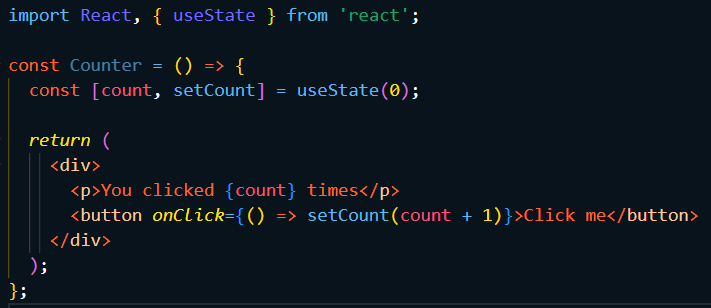 import React, { useState } from 'react';
const Counter = () => {
const [count, setCount] = useState(0);
return (
<div>
<p>You clicked {count} times</p>
<button onClick={() => setCount(count + 1)}>Click me</button>
</div>
);
};